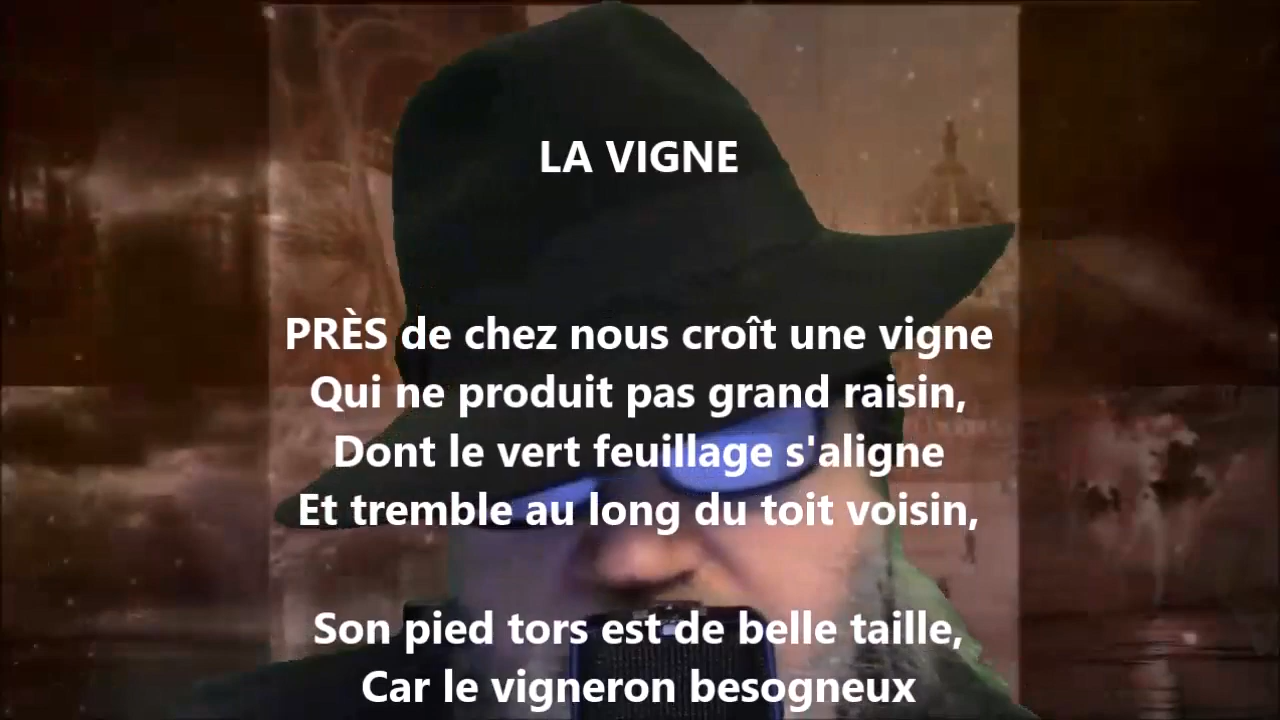 LA VIGNE
PRÈS de chez nous croît une vigne
Qui ne produit pas grand raisin,
Dont le vert feuillage s'aligne
Et tremble au long du toit voisin,
Son pied tors est de belle taille,
Car le vigneron besogneux